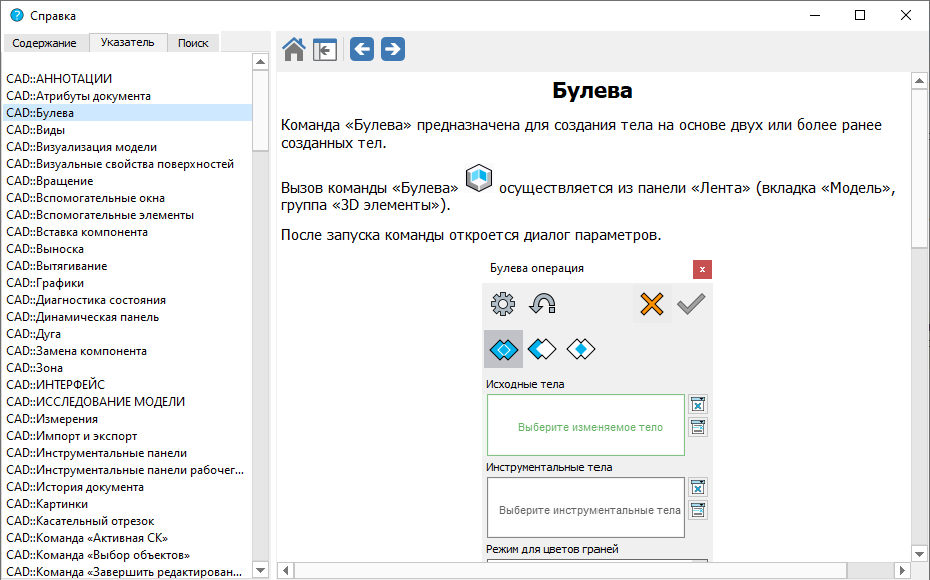 Справка
Содержание
Указатель
Поиск
CAD::АННОТАЦИИ
CAD::Атрибуты документа
CAD::Булева
CAD::Виды
CAD::Визуализация модели
CAD::Визуальные свойства поверхностей
CAD::Вращение
CAD::Вспомогательные окна
CAD::Вспомогательные элементы
CAD::Вставка компонента
CAD::Выноска
CAD::Вытягивание
CAD::Графики
CAD::Диагностика состояния
CAD::Динамическая панель
CAD::Дуга
CAD::Замена компонента
CAD::Зона
CAD::ИНТЕРФЕЙС
CAD::ИССЛЕДОВАНИЕ МОДЕЛИ
CAD::Измерения
CAD::Импорт и экспорт
CAD::Инструментальные панели
CAD::Инструментальные панели рабочег...
CAD::История документа
CAD::Картинки
CAD::Касательный отрезок
CAD::Команда «Активная СК»
CAD::Команда «Выбор объектов»
CAD::Команда «Завершить редактирован...
Булева
Команда «Булева» предназначена для создания тела на основе двух или более ранее
созданных тел.
Вызов команды «Булева» осуществляется из панели «Лента» (вкладка «Модель»,
группа «3D элементы»).
После запуска команды откроется диалог параметров.
Булева операция
Исходные тела
Выберите изменяемое тело
Инструментальные тела
Выберите инструментальные тела
Режим для цветов граней